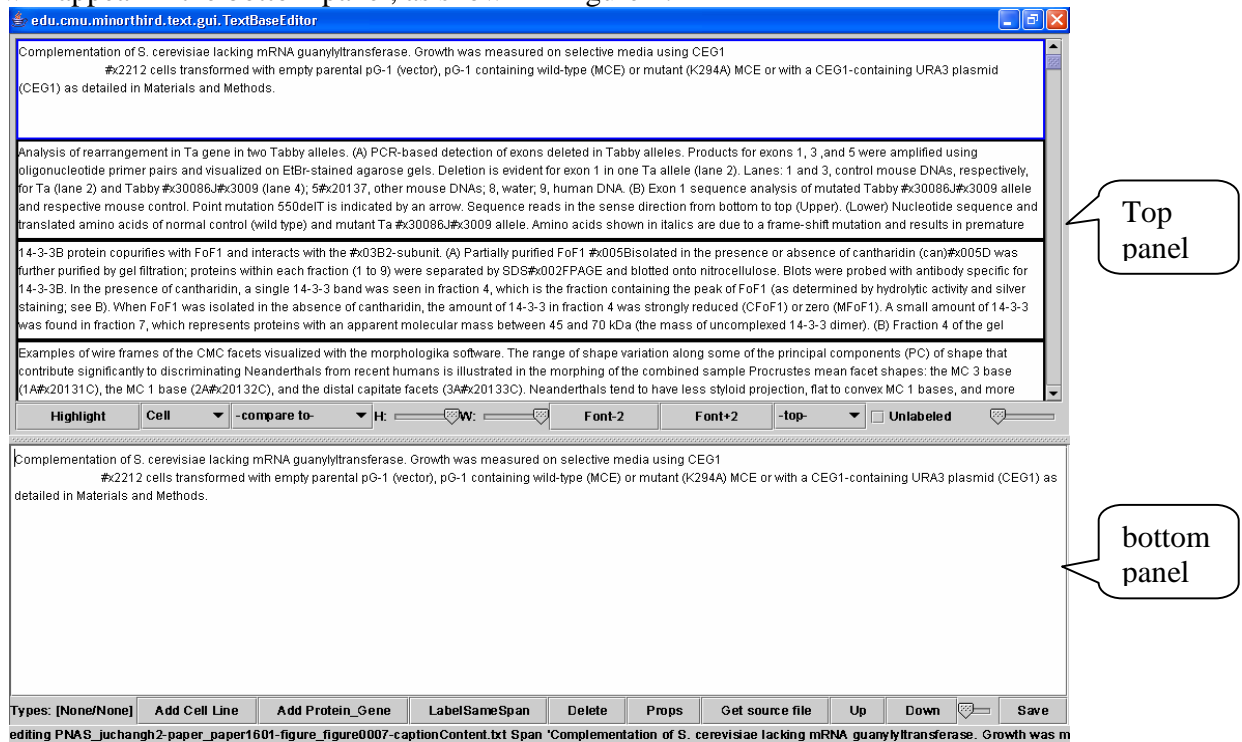 edu.cmu.minorthird.text.gui.TextBaseEditor
Complementation of S. cerevisiae lacking mRNA guanylyltransferase. Growth was measured on selective media using CEG1
#x2212 cells transformed with empty parental pG-1 (vector), pG-1 containing wild-type (MCE) or mutant (K294A) MCE or with a CEG1-containing URA3 plasmid
(CEG1) as detailed in Materials and Methods.
Analysis of rearrangement in Ta gene in two Tabby alleles. (A) PCR-based detection of exons deleted in Tabby alleles. Products for exons 1, 3 ,and 5 were amplified using
oligonucleotide primer pairs and visualized on EtBr-stained agarose gels. Deletion is evident for exon 1 in one Ta allele (lane 2). Lanes: 1 and 3, control mouse DNAs, respectively,
for Ta (lane 2) and Tabby #x30086J#x3009 (lane 4); 5#x20137, other mouse DNAs; 8, water; 9, human DNA. (B) Exon 1 sequence analysis of mutated Tabby #x30086J#x3009 allele
and respective mouse control. Point mutation 550delT is indicated by an arrow. Sequence reads in the sense direction from bottom to top (Upper). (Lower) Nucleotide sequence and
translated amino acids of normal control (wild type) and mutant Ta #x30086J#x3009 allele. Amino acids shown in italics are due to a frame-shift mutation and results in premature
14-3-3B protein copurifies with FoF1 and interacts with the #x03B2-subunit. (A) Partially purified FoF1 #x005Bisolated in the presence or absence of cantharidin (can)#x005D was
further purified by gel filtration; proteins within each fraction (1 to 9) were separated by SDS#x002FPAGE and blotted onto nitrocellulose. Blots were probed with antibody specific for
14-3-3B. In the presence of cantharidin, a single 14-3-3 band was seen in fraction 4, which is the fraction containing the peak of FoF1 (as determined by hydrolytic activity and silver
staining; see B). When FoF1 was isolated in the absence of cantharidin, the amount of 14-3-3 in fraction 4 was strongly reduced (CFoF1) or zero (MFoF1). A small amount of 14-3-3
was found in fraction 7, which represents proteins with an apparent molecular mass between 45 and 70 kDa (the mass of uncomplexed 14-3-3 dimer). (B) Fraction 4 of the gel
Examples of wire frames of the CMC facets visualized with the morphologika software. The range of shape variation along some of the principal components (PC) of shape that
contribute significantly to discriminating Neanderthals from recent humans is illustrated in the morphing of the combined sample Procrustes mean facet shapes: the MC 3 base
(1A#x20131C), the MC 1 base (2A#x20132C), and the distal capitate facets (3A#x20133C). Neanderthals tend to have less styloid projection, flat to convex MC 1 bases, and more
Highlight Cell -compare to- H: W: Font-2 Font+2 -top- Unlabeled
Top
panel
Complementation of S. cerevisiae lacking mRNA guanylyltransferase. Growth was measured on selective media using CEG1
#x2212 cells transformed with empty parental pG-1 (vector), pG-1 containing wild-type (MCE) or mutant (K294A) MCE or with a CEG1-containing URA3 plasmid (CEG1) as
detailed in Materials and Methods.
bottom
panel
Types: [None/None] Add Cell Line Add Protein_Gene LabelSameSpan Delete Props Get source file Up Down Save
editing PNAS_juchangh2-paper_paper1601-figure_figure0007-captionContent.txt Span 'Complementation of S. cerevisiae lacking mRNA guanylyltransferase. Growth was m